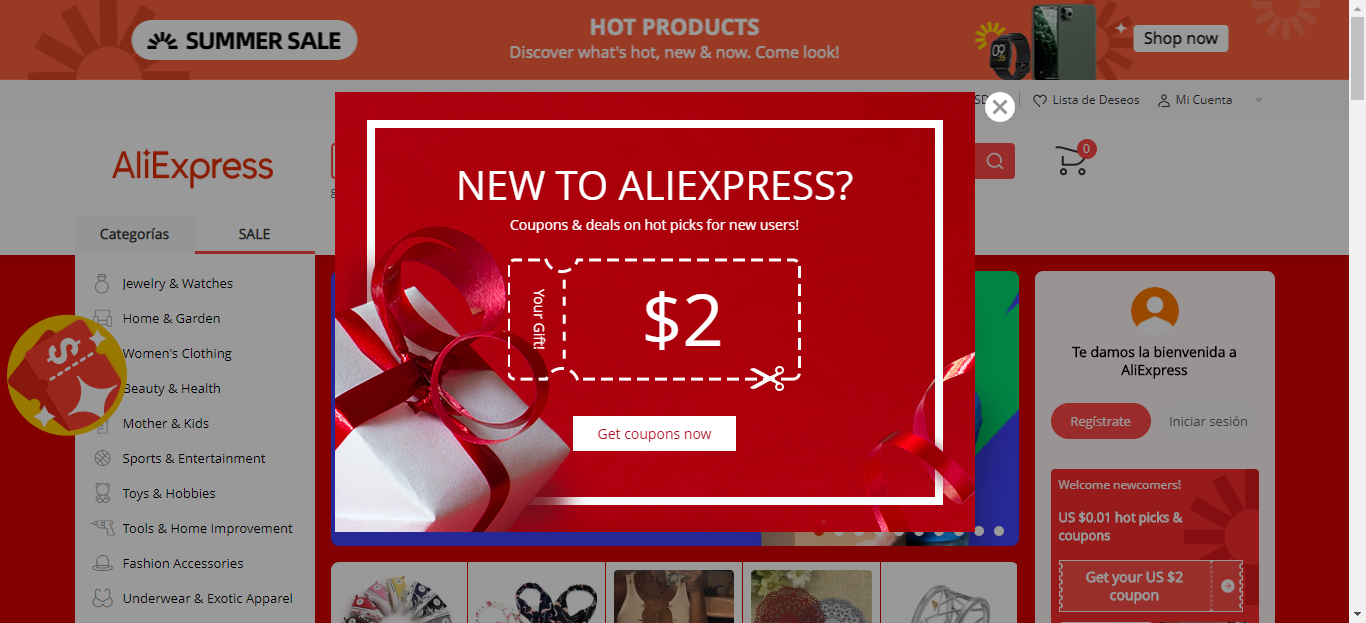 SUMMER SALE
HOT PRODUCTS
Discover what's hot, new & now. Come look!
Shop now
Lista de Deseos
Mi Cuenta
AliExpress
0
Categorías
SALE
Jewelry & Watches
Home & Garden
Women's Clothing
Beauty & Health
Mother & Kids
Sports & Entertainment
Toys & Hobbies
Tools & Home Improvement
Fashion Accessories
Underwear & Exotic Apparel
$
NEW TO ALIEXPRESS?
Coupons & deals on hot picks for new users!
Your Gift!
$2
Get coupons now
Te damos la bienvenida a
AliExpress
Regístrate
Iniciar sesión
Welcome newcomers!
US $0.01 hot picks &
coupons
Get your US $2
coupon